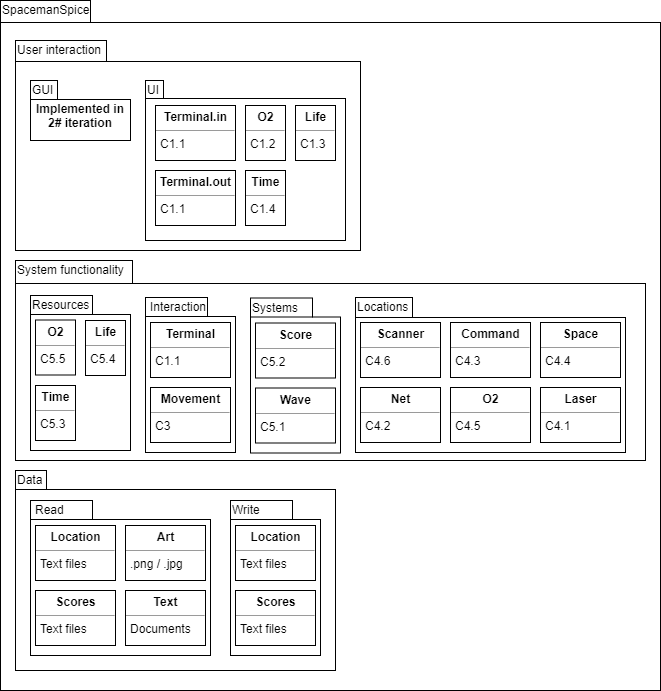 SpacemanSpice
User interaction
GUI
Implemented in
2# iteration
UI
Terminal.in
C1.1
O2
C1.2
Life
C1.3
Terminal.out
C1.1
Time
C1.4
System functionality
Resources
O2
C5.5
Life
C5.4
Time
C5.3
Interaction
Terminal
C1.1
Movement
C3
Systems
Score
C5.2
Wave
C5.1
Locations
Scanner
C4.6
Command
C4.3
Space
C4.4
Net
C4.2
O2
C4.5
Laser
C4.1
Data
Read
Location
Text files
Art
.png / .jpg
Scores
Text files
Text
Documents
Write
Location
Text files
Scores
Text files